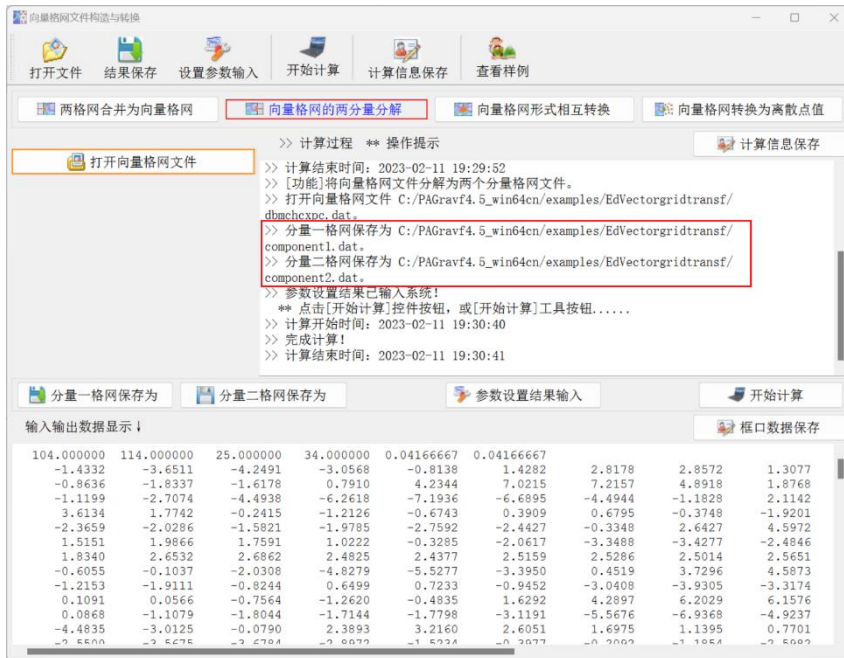 向量格网文件构造与转换
打开文件 结果保存 设置参数输入 开始计算 计算信息保存 查看样例
两格网合并为向量格网 向量格网的两分量分解 向量格网形式相互转换 向量格网转换为离散点值
>> 计算过程 ** 操作提示 计算信息保存
打开向量格网文件
>> 计算结束时间：2023-02-11 19:29:52
>> [功能]将向量格网文件分解为两个分量格网文件。
>> 打开向量格网文件 C:/PAGravf4.5_win64cn/examples/EdVectorgridtransf/
dbmchcxpc.dat。
>> 分量一格网保存为 C:/PAGravf4.5_win64cn/examples/EdVectorgridtransf/
component1.dat。
>> 分量二格网保存为 C:/PAGravf4.5_win64cn/examples/EdVectorgridtransf/
component2.dat。
>> 参数设置结果已输入系统！
** 点击[开始计算]控件按钮，或[开始计算]工具按钮......
>> 计算开始时间：2023-02-11 19:30:40
>> 完成计算！
>> 计算结束时间：2023-02-11 19:30:41
分量一格网保存为 分量二格网保存为 参数设置结果输入 开始计算
输入输出数据显示↓ 框口数据保存
104.000000 114.000000 25.000000 34.000000 0.04166667 0.04166667
-1.4332 -3.6511 -4.2491 -3.0568 -0.8138 1.4282 2.8178 2.8572 1.3077
-0.8636 -1.8337 -1.6178 0.7910 4.2344 7.0215 7.2157 4.8918 1.8768
-1.1199 -2.7074 -4.4938 -6.2618 -7.1936 -6.6895 -4.4944 -1.1828 2.1142
3.6134 1.7742 -0.2415 -1.2126 -0.6743 0.3909 0.6795 -0.3748 -1.9201
-2.3659 -2.0286 -1.5821 -1.9785 -2.7592 -2.4427 -0.3348 2.6427 4.5972
1.5151 1.9866 1.7591 1.0222 -0.3285 -2.0617 -3.3488 -3.4277 -2.4846
1.8340 2.6532 2.6862 2.4825 2.4377 2.5159 2.5286 2.5014 2.5651
-0.6055 -0.1037 -2.0308 -4.8279 -5.5277 -3.3950 0.4519 3.7296 4.5873
-1.2153 -1.9111 -0.8244 0.6499 0.7233 -0.9452 -3.0408 -3.9305 -3.3174
0.1091 0.0566 -0.7564 -1.2620 -0.4835 1.6292 4.2897 6.2029 6.1576
0.0868 -1.1079 -1.8044 -1.7144 -1.7798 -3.1191 -5.5676 -6.9368 -4.9237
-4.4835 -3.0125 -0.0790 2.3893 3.2160 2.6051 1.6975 1.1395 0.7701